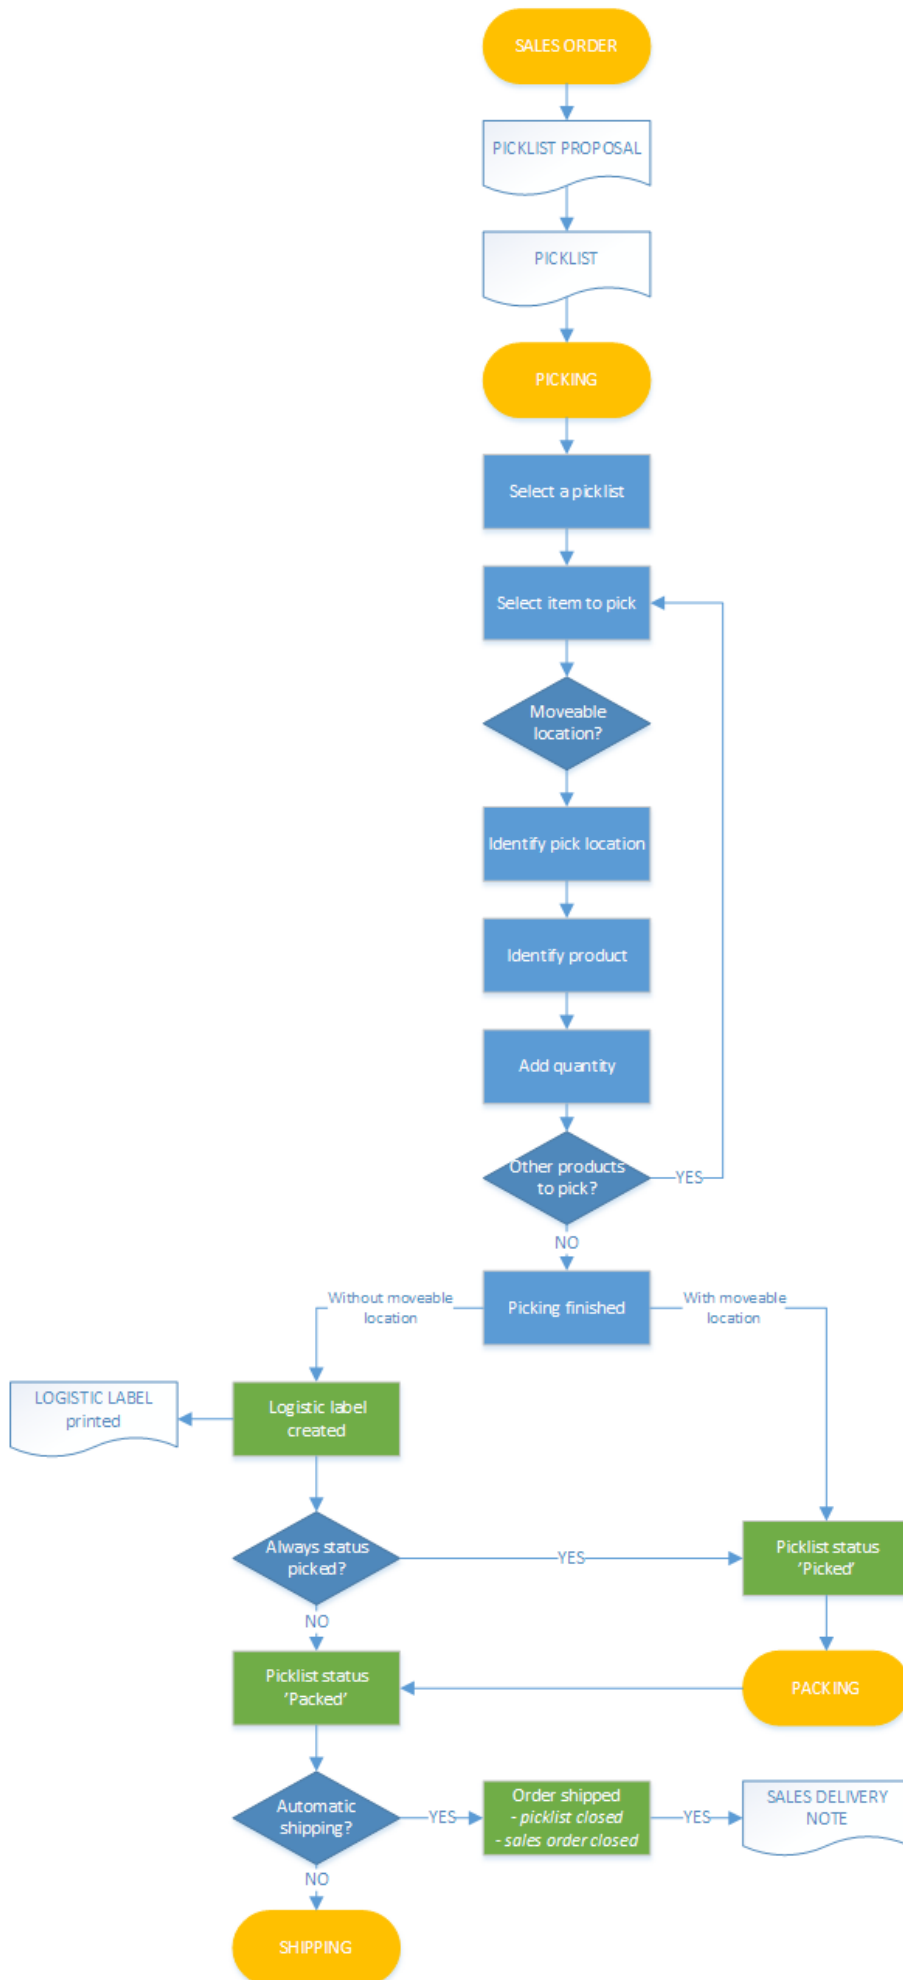 SALES ORDER
PICKLIST PROPOSAL
PICKLIST
PICKING
Select a picklist
Select item to pick
Moveable
location?
Identify pick location
Identify product
Add quantity
Other products
to pick?
YES
NO
Picking finished
Without moveable
location
With moveable
location
LOGISTIC LABEL
printed
Logistic label
created
Always status
picked?
YES
Picklist status
'Picked'
NO
Picklist status
'Packed'
PACKING
Automatic
shipping?
YES
Order shipped
- picklist closed
- sales order closed
YES
SALES DELIVERY
NOTE
NO
SHIPPING